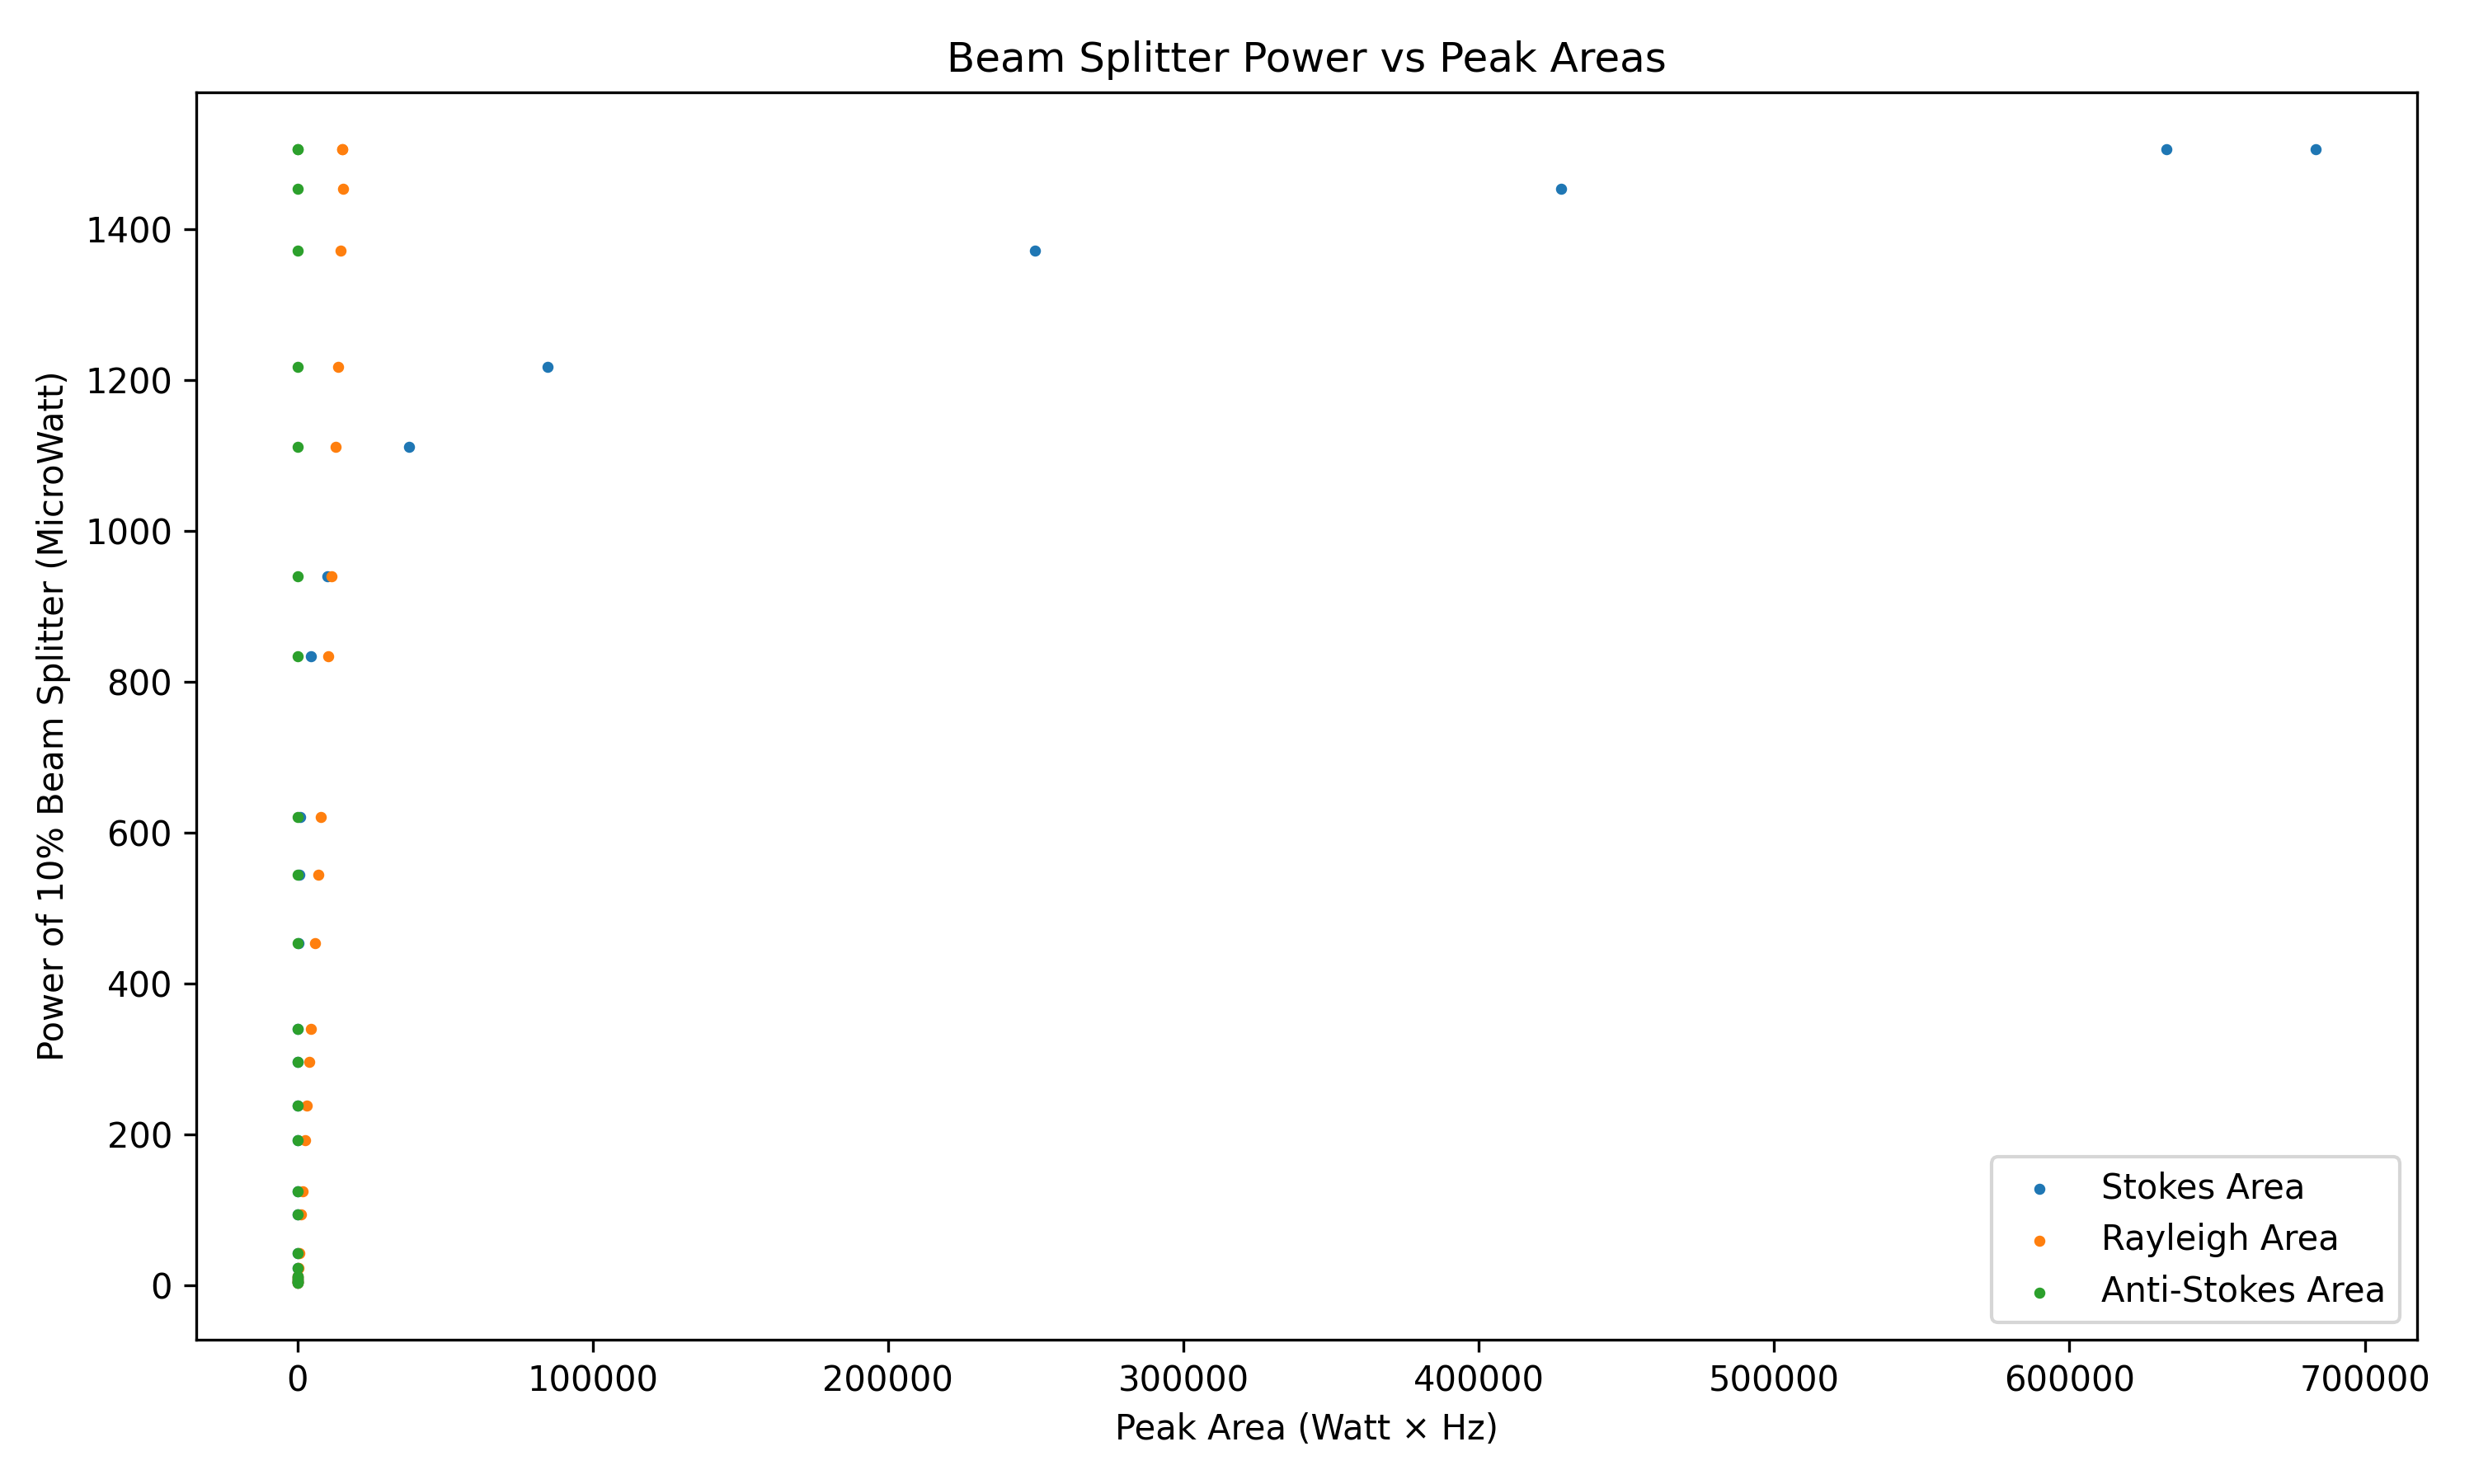 Beam Splitter Power vs Peak Areas
Power of 10% Beam Splitter (MicroWatt)
1400
1200
1000
800
600
400
200
0
0 100000 200000 300000 400000 500000 600000 700000
Peak Area (Watt × Hz)
Stokes Area
Rayleigh Area
Anti-Stokes Area